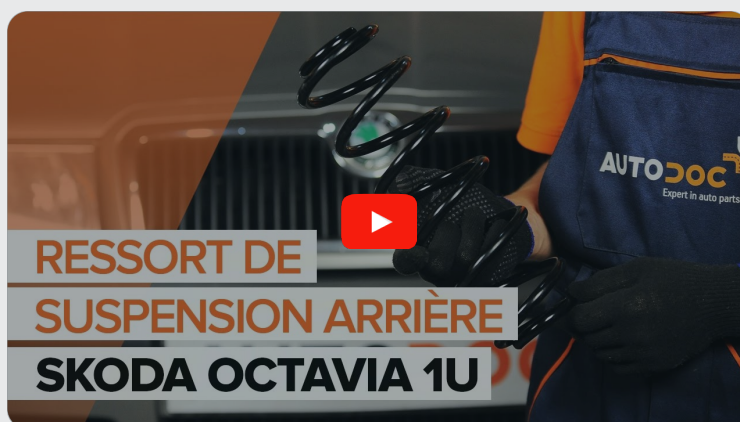 AUTODOC
Expert in auto parts
RESSORT DE
SUSPENSION ARRIÈRE
SKODA OCTAVIA 1U